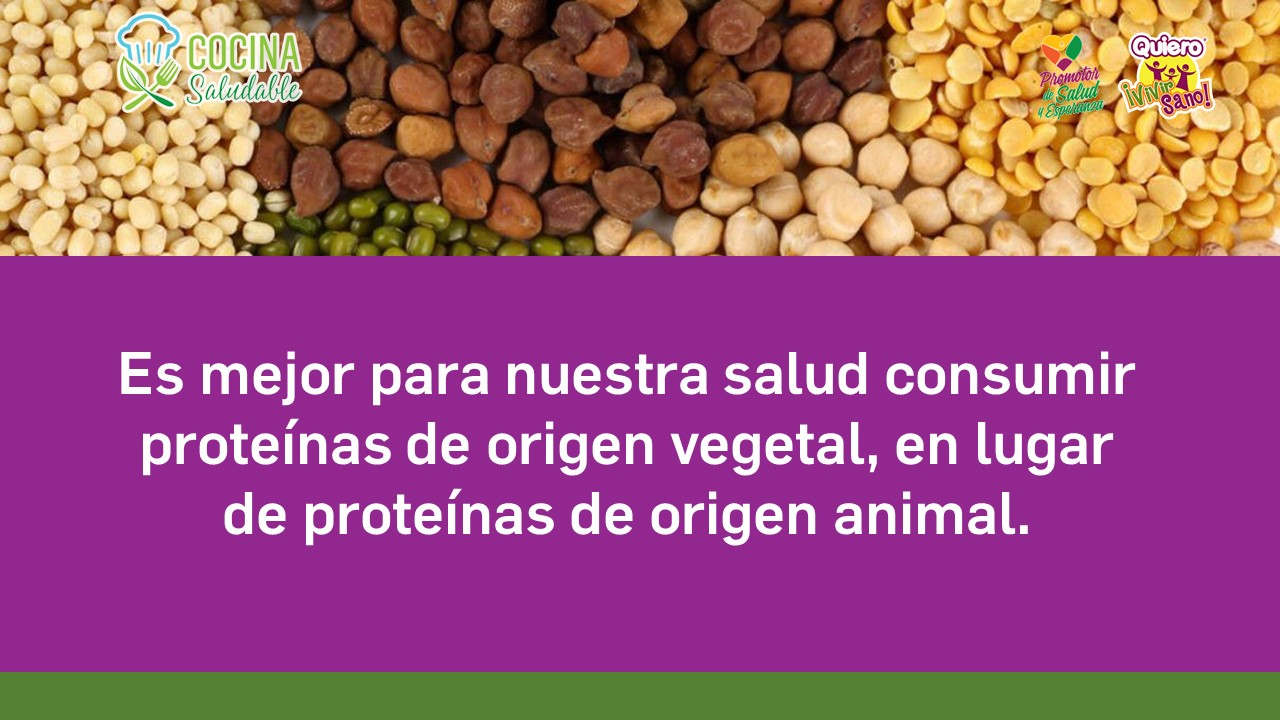 COCINA
Saludable
Promotor
de Salud
y Esperanza
Quiero
¡Vivir
Sano!
Es mejor para nuestra salud consumir
proteínas de origen vegetal, en lugar
de proteínas de origen animal.